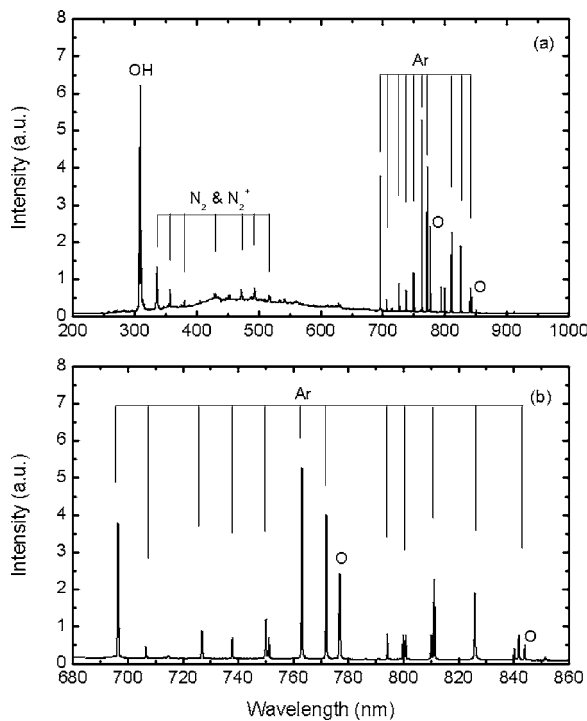 8
7
6
5
4
3
2
1
0
Intensity (a.u.)
(a)
OH
Ar
N₂ & N₂⁺
O
O
200 300 400 500 600 700 800 900 1000
8
7
6
5
4
3
2
1
0
Intensity (a.u.)
(b)
Ar
O
O
680 700 720 740 760 780 800 820 840 860
Wavelength (nm)